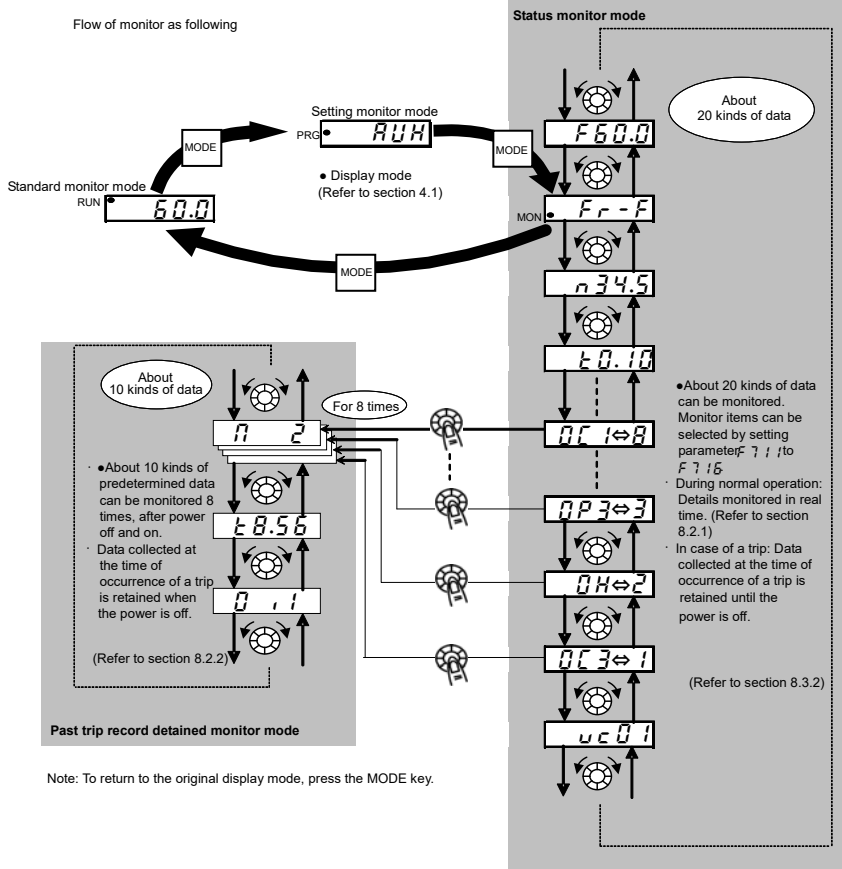 Flow of monitor as following
Status monitor mode
About
20 kinds of data
Setting monitor mode
PRG
AUH
MODE
MODE
● Display mode
(Refer to section 4.1)
Standard monitor mode
RUN
60.0
MODE
F60.0
MON
Fr-F
n34.5
t0.10
OC1⇔8
OP3⇔3
OH⇔2
OC3⇔1
uc01
●About 20 kinds of data
can be monitored.
Monitor items can be
selected by setting
parameter F711 to
F716.
· During normal operation:
Details monitored in real
time. (Refer to section
8.2.1)
· In case of a trip: Data
collected at the time of
occurrence of a trip is
retained until the
power is off.
(Refer to section 8.3.2)
About
10 kinds of data
For 8 times
n 2
t8.56
0 i1
· ●About 10 kinds of
predetermined data
can be monitored 8
times, after power
off and on.
· Data collected at
the time of
occurrence of a trip
is retained when
the power is off.
(Refer to section 8.2.2)
Past trip record detained monitor mode
Note: To return to the original display mode, press the MODE key.